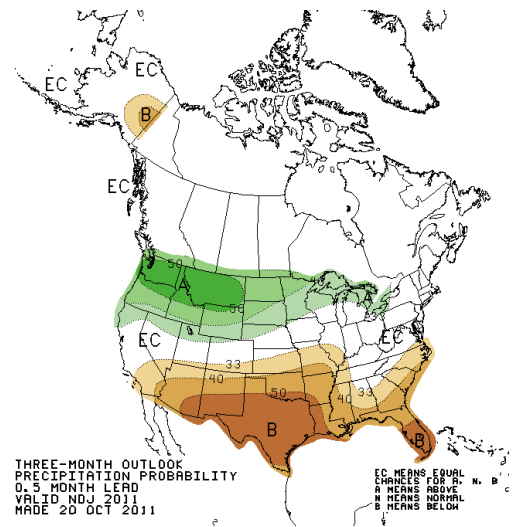 EC
EC
B
EC
50
A
50
A
EC
EC
33
40
50
40
33
B
B
THREE-MONTH OUTLOOK
PRECIPITATION PROBABILITY
0.5 MONTH LEAD
VALID NDJ 2011
MADE 20 OCT 2011
EC MEANS EQUAL
CHANCES FOR A, N, B
A MEANS ABOVE
N MEANS NORMAL
B MEANS BELOW